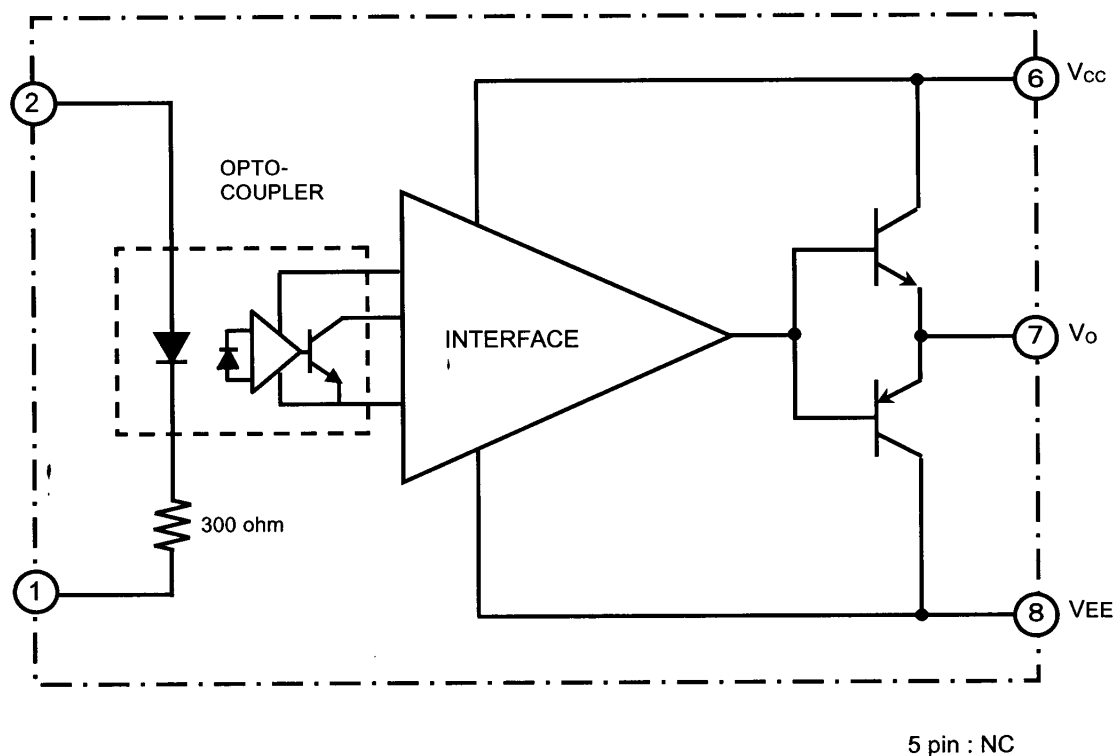 6 Vcc
2
OPTO-
COUPLER
INTERFACE
7 Vo
300 ohm
1
8 VEE
5 pin : NC